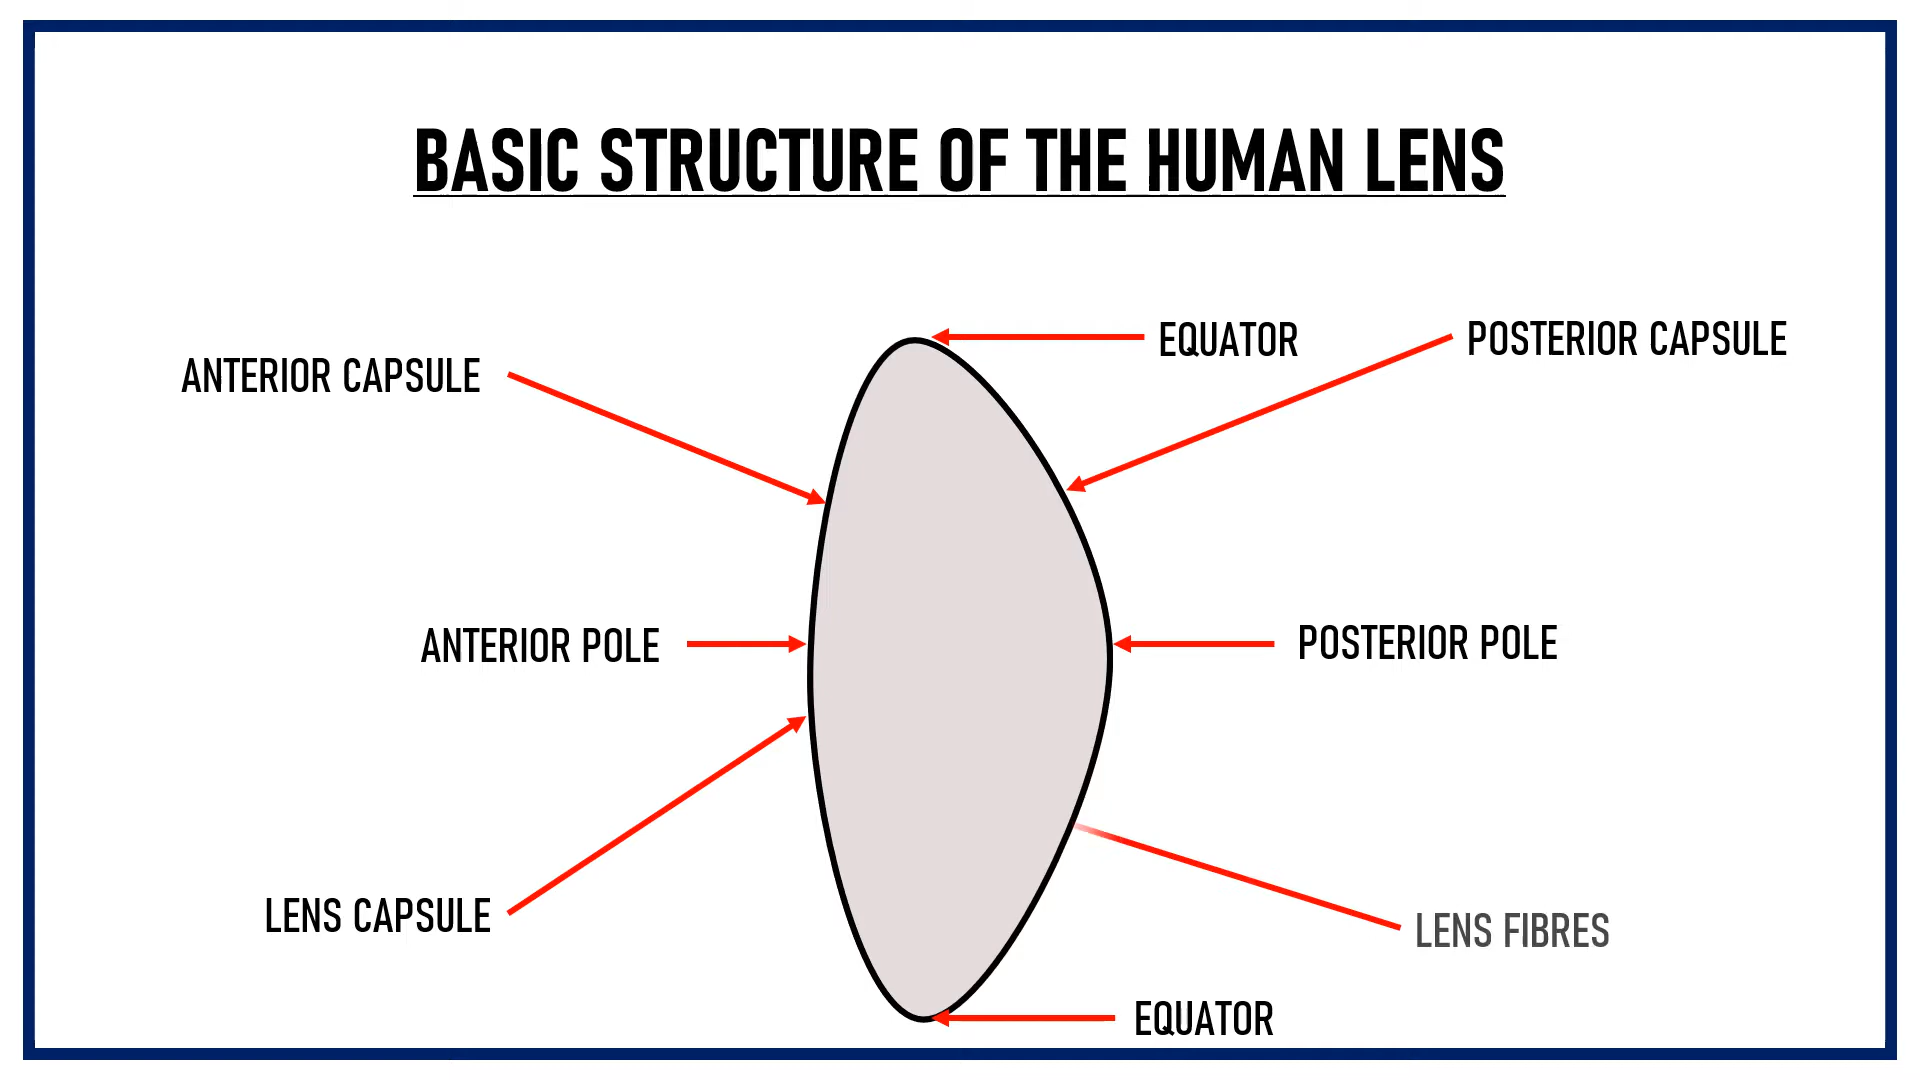 BASIC STRUCTURE OF THE HUMAN LENS
EQUATOR
POSTERIOR CAPSULE
ANTERIOR CAPSULE
ANTERIOR POLE
POSTERIOR POLE
LENS CAPSULE
LENS FIBRES
EQUATOR